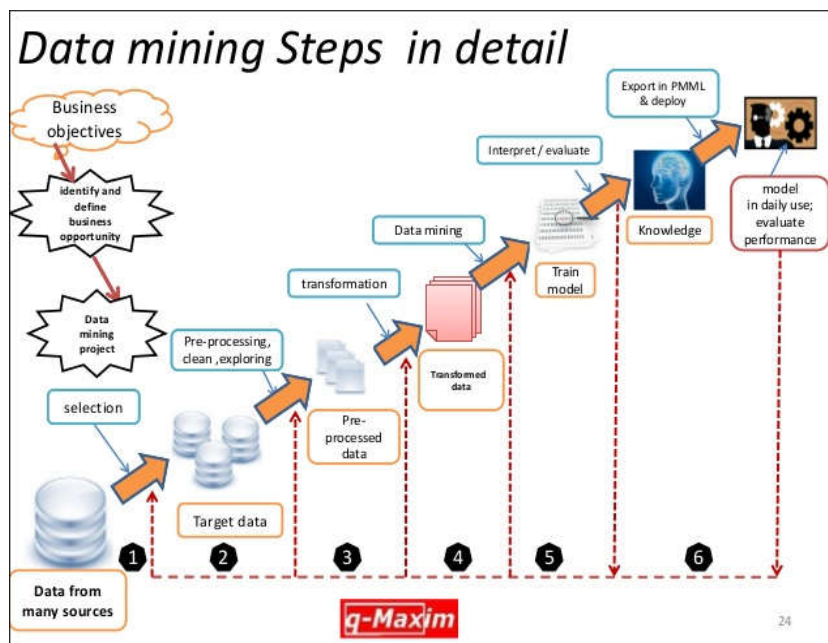 Data mining Steps in detail
Business
objectives
identify and
define
business
opportunity
Data
mining
project
selection
Pre-processing,
clean ,exploring
transformation
Data mining
Interpret / evaluate
Export in PMML
& deploy
Data from
many sources
Target data
Pre-
processed
data
Transformed
data
Train
model
Knowledge
model
in daily use;
evaluate
performance
1
2
3
4
5
6
g-Maxim
24